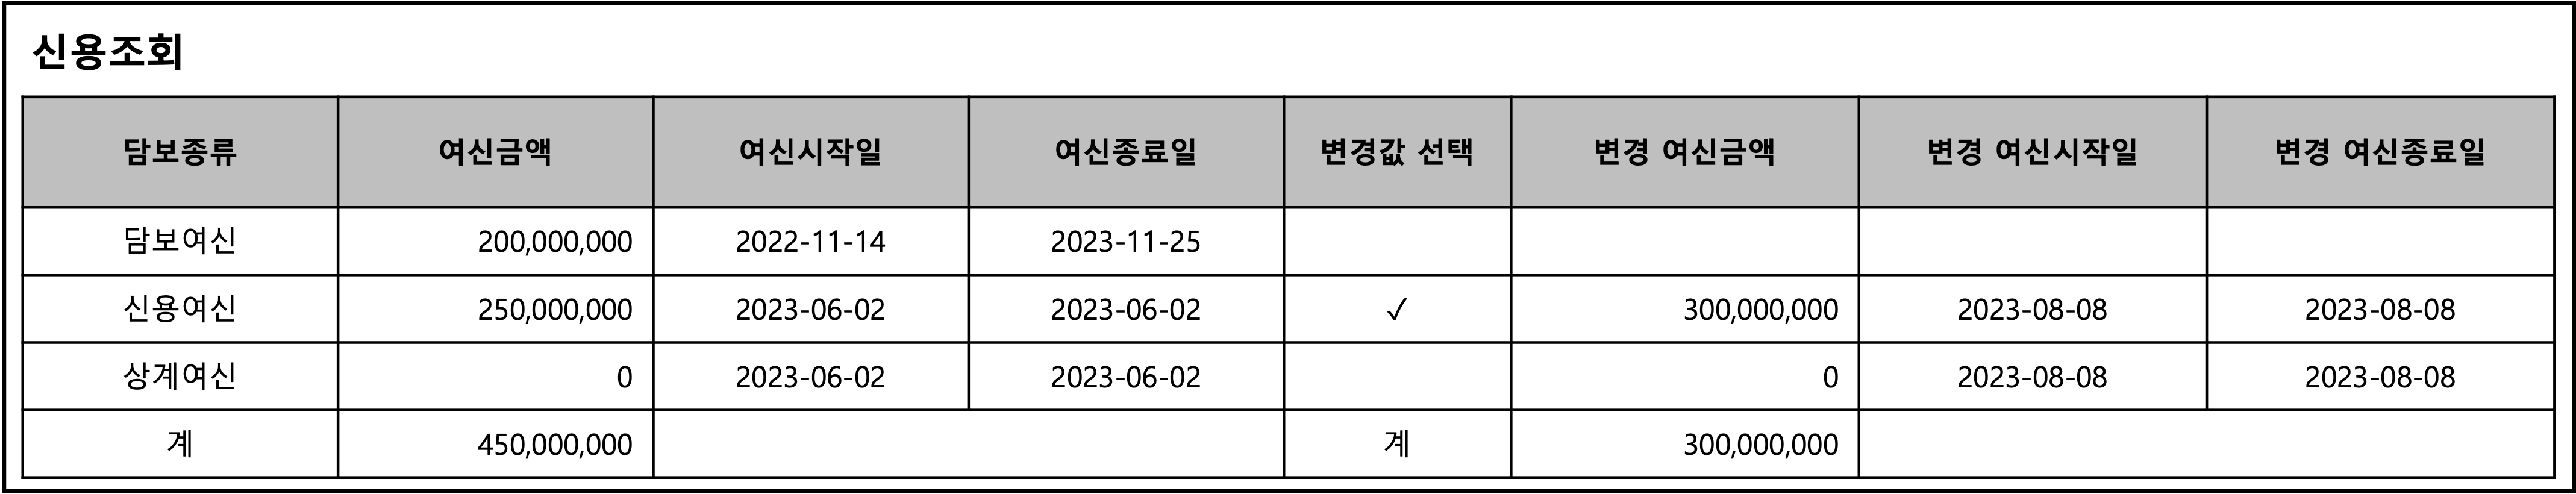 신용조회
담보종류 여신금액 여신시작일 여신종료일 변경값 선택 변경 여신금액 변경 여신시작일 변경 여신종료일
담보여신 200,000,000 2022-11-14 2023-11-25
신용여신 250,000,000 2023-06-02 2023-06-02 ✓ 300,000,000 2023-08-08 2023-08-08
상계여신 0 2023-06-02 2023-06-02 0 2023-08-08 2023-08-08
계 450,000,000 계 300,000,000